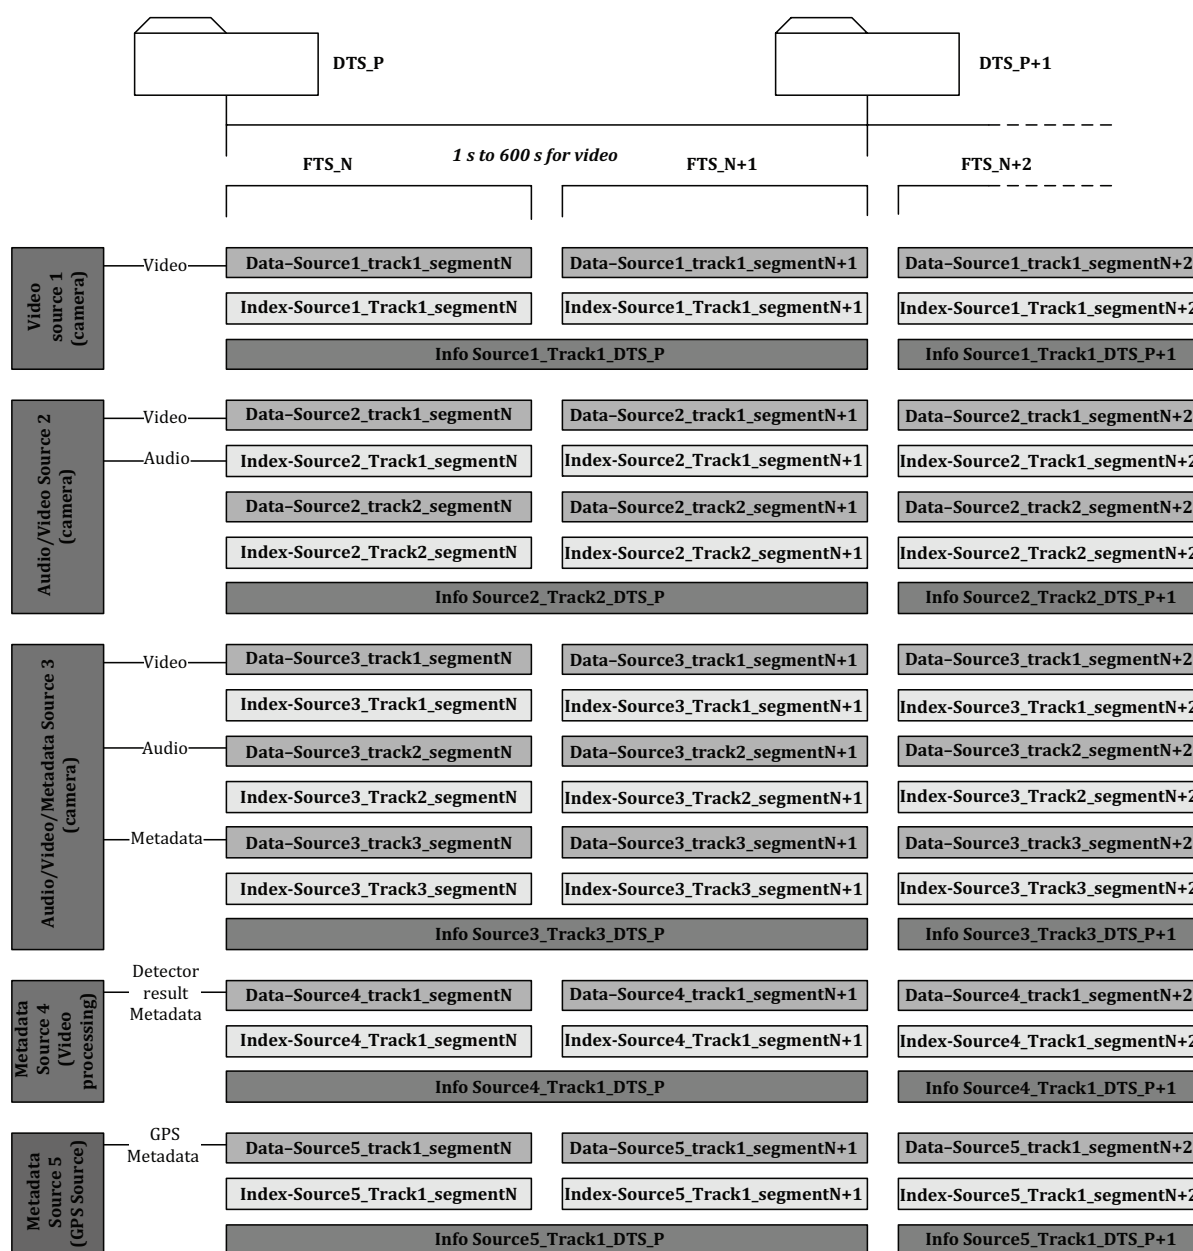 DTS_P
DTS_P+1
FTS_N
1 s to 600 s for video
FTS_N+1
FTS_N+2
Video
source 1
(camera)
Video
Data–Source1_track1_segmentN
Data–Source1_track1_segmentN+1
Data–Source1_track1_segmentN+2
Index-Source1_Track1_segmentN
Index-Source1_Track1_segmentN+1
Index-Source1_Track1_segmentN+2
Info Source1_Track1_DTS_P
Info Source1_Track1_DTS_P+1
Audio/Video Source 2
(camera)
Video
Data–Source2_track1_segmentN
Data–Source2_track1_segmentN+1
Data–Source2_track1_segmentN+2
Audio
Index-Source2_Track1_segmentN
Index-Source2_Track1_segmentN+1
Index-Source2_Track1_segmentN+2
Data–Source2_track2_segmentN
Data–Source2_track2_segmentN+1
Data–Source2_track2_segmentN+2
Index-Source2_Track2_segmentN
Index-Source2_Track2_segmentN+1
Index-Source2_Track2_segmentN+2
Info Source2_Track2_DTS_P
Info Source2_Track2_DTS_P+1
Audio/Video/Metadata Source 3
(camera)
Video
Data–Source3_track1_segmentN
Data–Source3_track1_segmentN+1
Data–Source3_track1_segmentN+2
Index-Source3_Track1_segmentN
Index-Source3_Track1_segmentN+1
Index-Source3_Track1_segmentN+2
Audio
Data–Source3_track2_segmentN
Data–Source3_track2_segmentN+1
Data–Source3_track2_segmentN+2
Index-Source3_Track2_segmentN
Index-Source3_Track2_segmentN+1
Index-Source3_Track2_segmentN+2
Metadata
Data–Source3_track3_segmentN
Data–Source3_track3_segmentN+1
Data–Source3_track3_segmentN+2
Index-Source3_Track3_segmentN
Index-Source3_Track3_segmentN+1
Index-Source3_Track3_segmentN+2
Info Source3_Track3_DTS_P
Info Source3_Track3_DTS_P+1
Metadata
Source 4
(Video
processing)
Detector
result
Metadata
Data–Source4_track1_segmentN
Data–Source4_track1_segmentN+1
Data–Source4_track1_segmentN+2
Index-Source4_Track1_segmentN
Index-Source4_Track1_segmentN+1
Index-Source4_Track1_segmentN+2
Info Source4_Track1_DTS_P
Info Source4_Track1_DTS_P+1
Metadata
Source 5
(GPS Source)
GPS
Metadata
Data–Source5_track1_segmentN
Data–Source5_track1_segmentN+1
Data–Source5_track1_segmentN+2
Index-Source5_Track1_segmentN
Index-Source5_Track1_segmentN+1
Index-Source5_Track1_segmentN+2
Info Source5_Track1_DTS_P
Info Source5_Track1_DTS_P+1